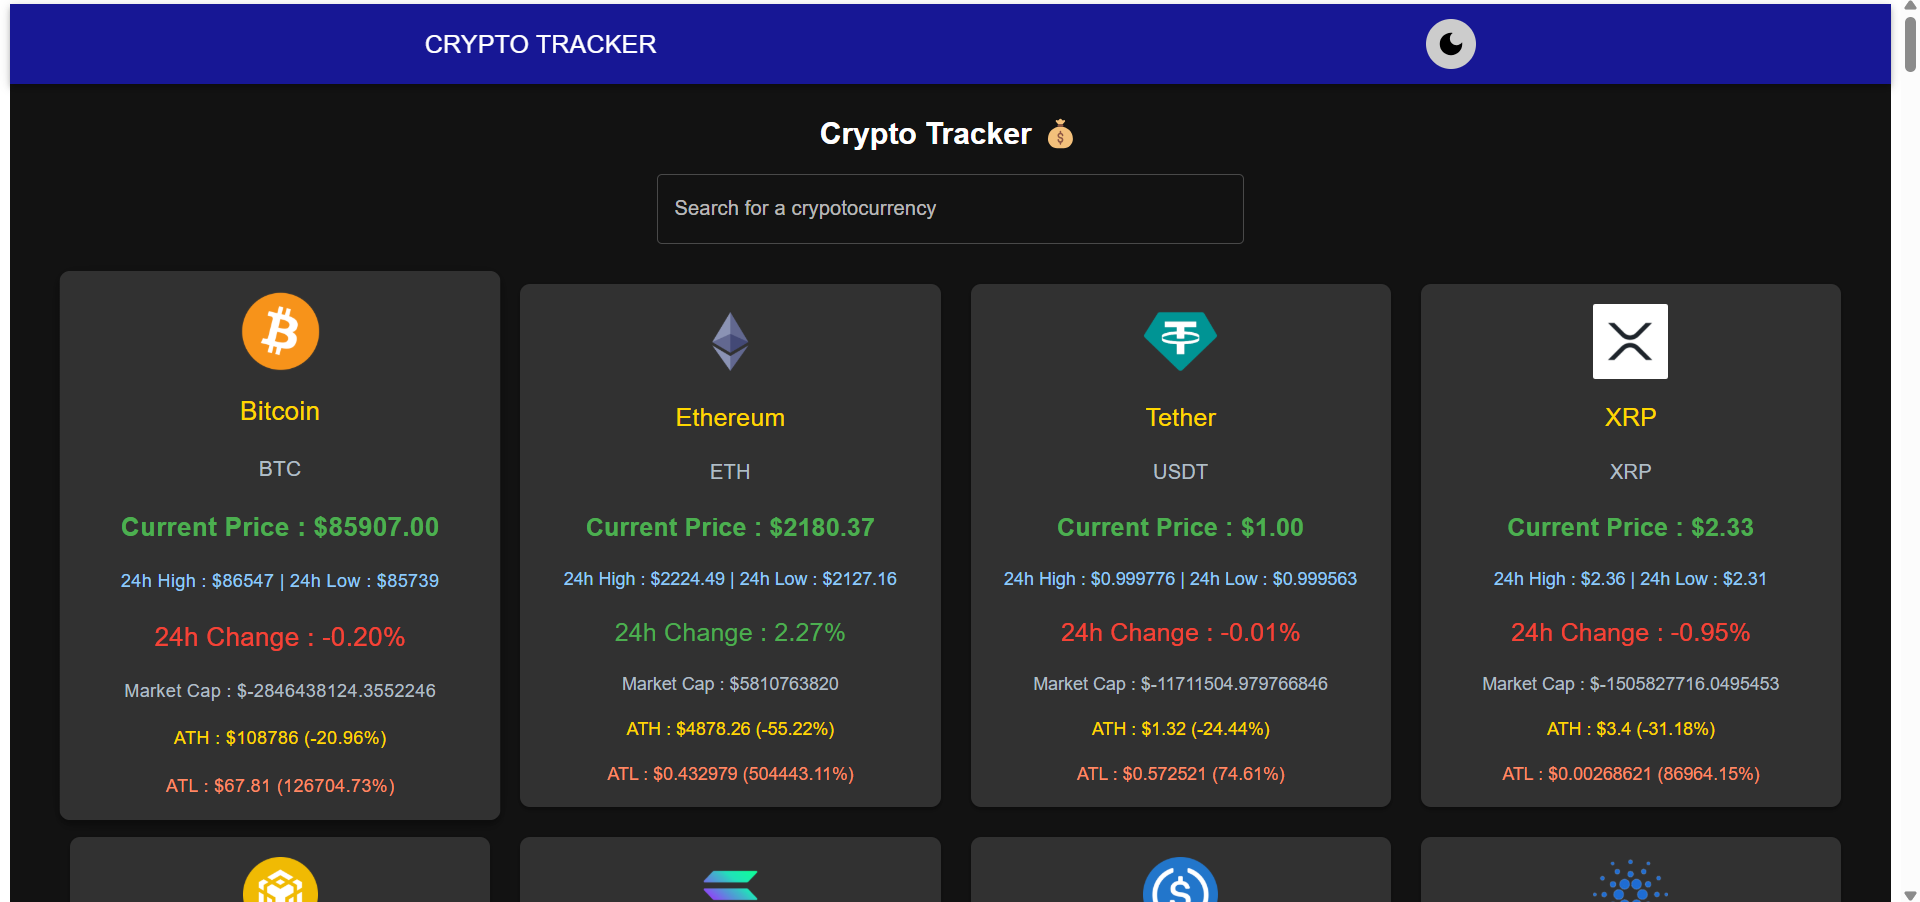 CRYPTO TRACKER
Crypto Tracker
Search for a crypotocurrency
Bitcoin
BTC
Current Price : $85907.00
24h High : $86547 | 24h Low : $85739
24h Change : -0.20%
Market Cap : $-2846438124.3552246
ATH : $108786 (-20.96%)
ATL : $67.81 (126704.73%)
Ethereum
ETH
Current Price : $2180.37
24h High : $2224.49 | 24h Low : $2127.16
24h Change : 2.27%
Market Cap : $5810763820
ATH : $4878.26 (-55.22%)
ATL : $0.432979 (504443.11%)
Tether
USDT
Current Price : $1.00
24h High : $0.999776 | 24h Low : $0.999563
24h Change : -0.01%
Market Cap : $-11711504.979766846
ATH : $1.32 (-24.44%)
ATL : $0.572521 (74.61%)
XRP
XRP
Current Price : $2.33
24h High : $2.36 | 24h Low : $2.31
24h Change : -0.95%
Market Cap : $-1505827716.0495453
ATH : $3.4 (-31.18%)
ATL : $0.00268621 (86964.15%)